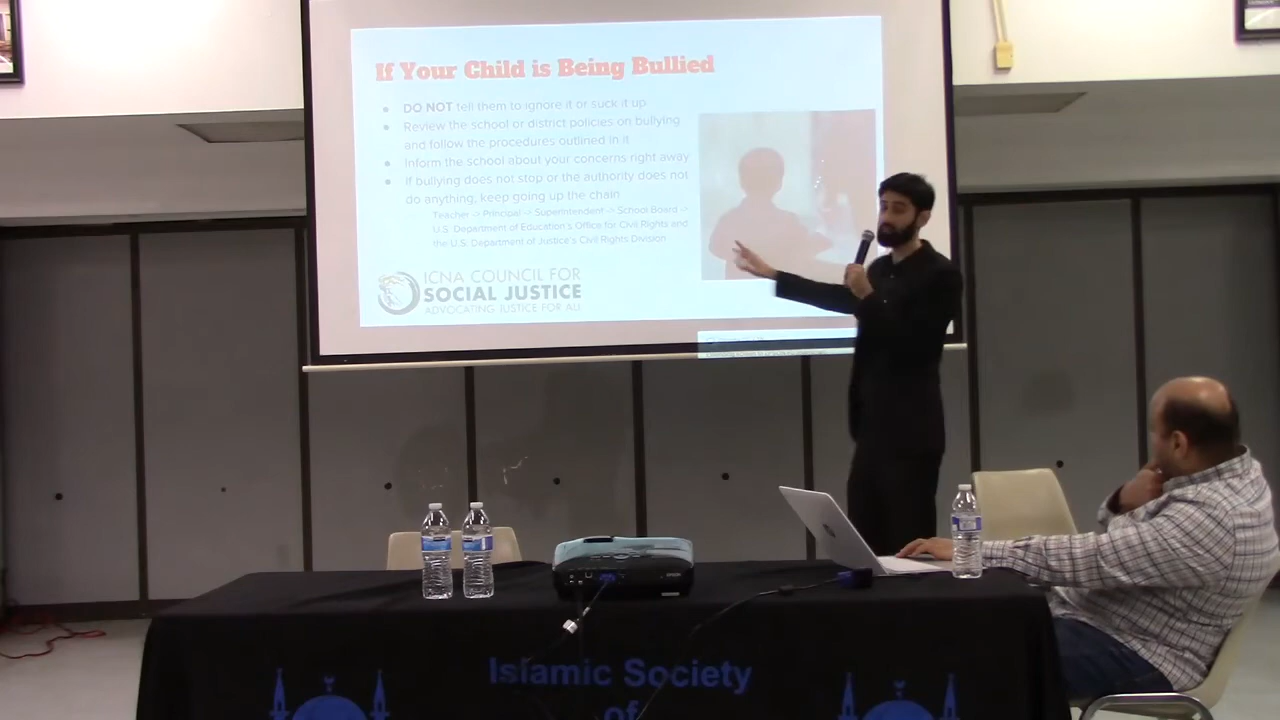 If Your Child is Being Bullied
DO NOT tell them to ignore it or suck it up
Review the school or district policies on bullying
and follow the procedures outlined in it
Inform the school about your concerns right away
If bullying does not stop or the authority does not
do anything, keep going up the chain
Teacher -> Principal -> Superintendent -> School Board ->
U.S. Department of Education's Office for Civil Rights and
the U.S. Department of Justice's Civil Rights Division
ICNA COUNCIL FOR
SOCIAL JUSTICE
ADVOCATING JUSTICE FOR ALL
EPSON
Islamic Society
of